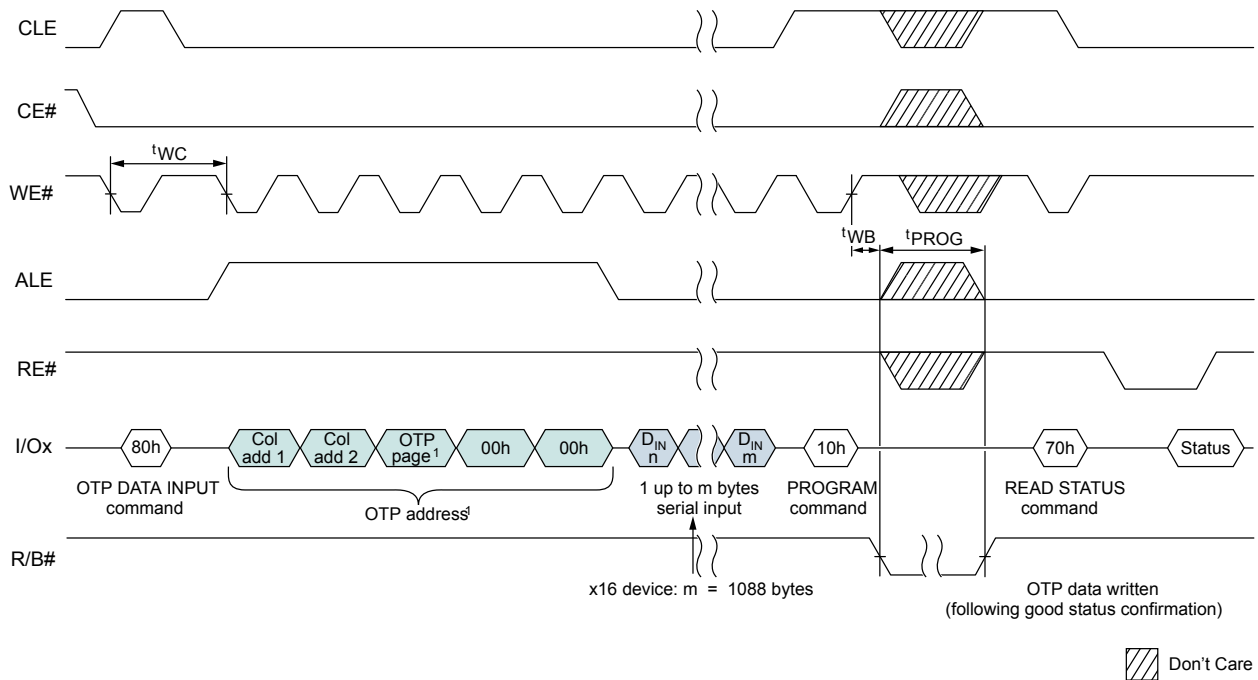 CLE
CE#
tWC
WE#
tWB
tPROG
ALE
RE#
I/Ox
80h
Col
add 1
Col
add 2
OTP
page¹
00h
00h
DIN
n
DIN
m
10h
70h
Status
OTP DATA INPUT
command
OTP address¹
1 up to m bytes
serial input
PROGRAM
command
READ STATUS
command
R/B#
x16 device: m = 1088 bytes
OTP data written
(following good status confirmation)
Don't Care